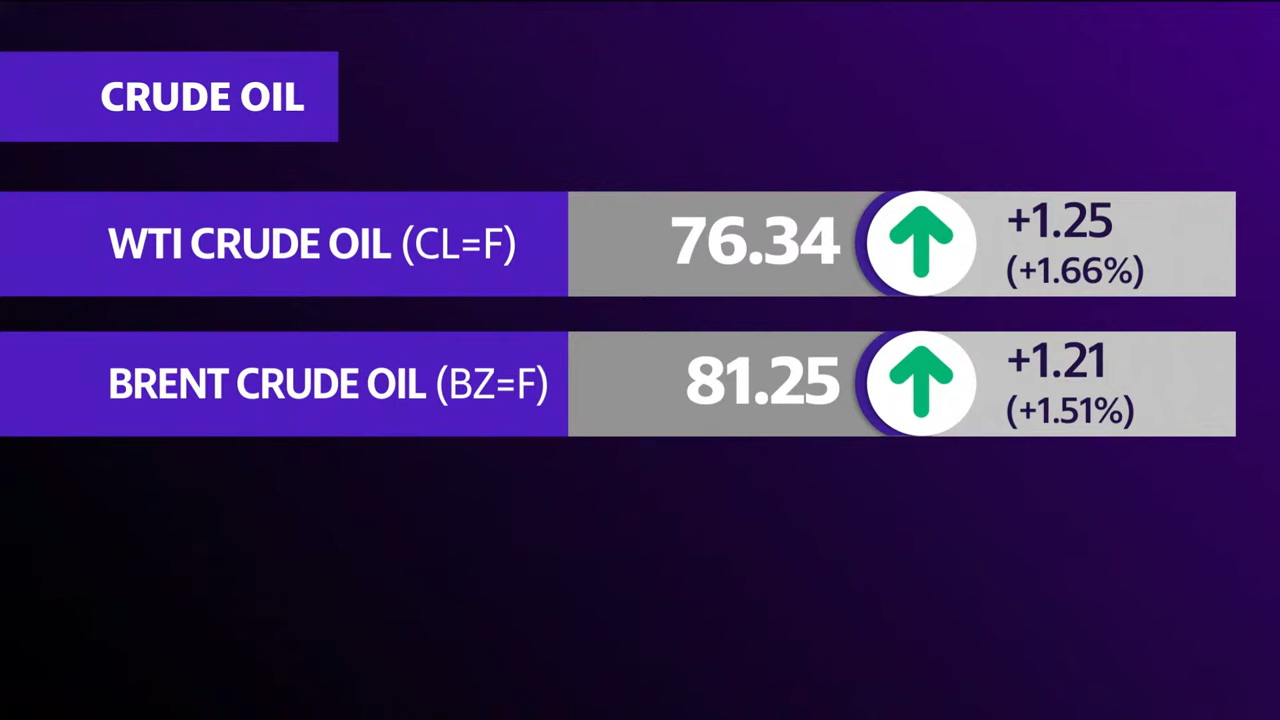 CRUDE OIL
WTI CRUDE OIL (CL=F) 76.34 +1.25
(+1.66%)
BRENT CRUDE OIL (BZ=F) 81.25 +1.21
(+1.51%)